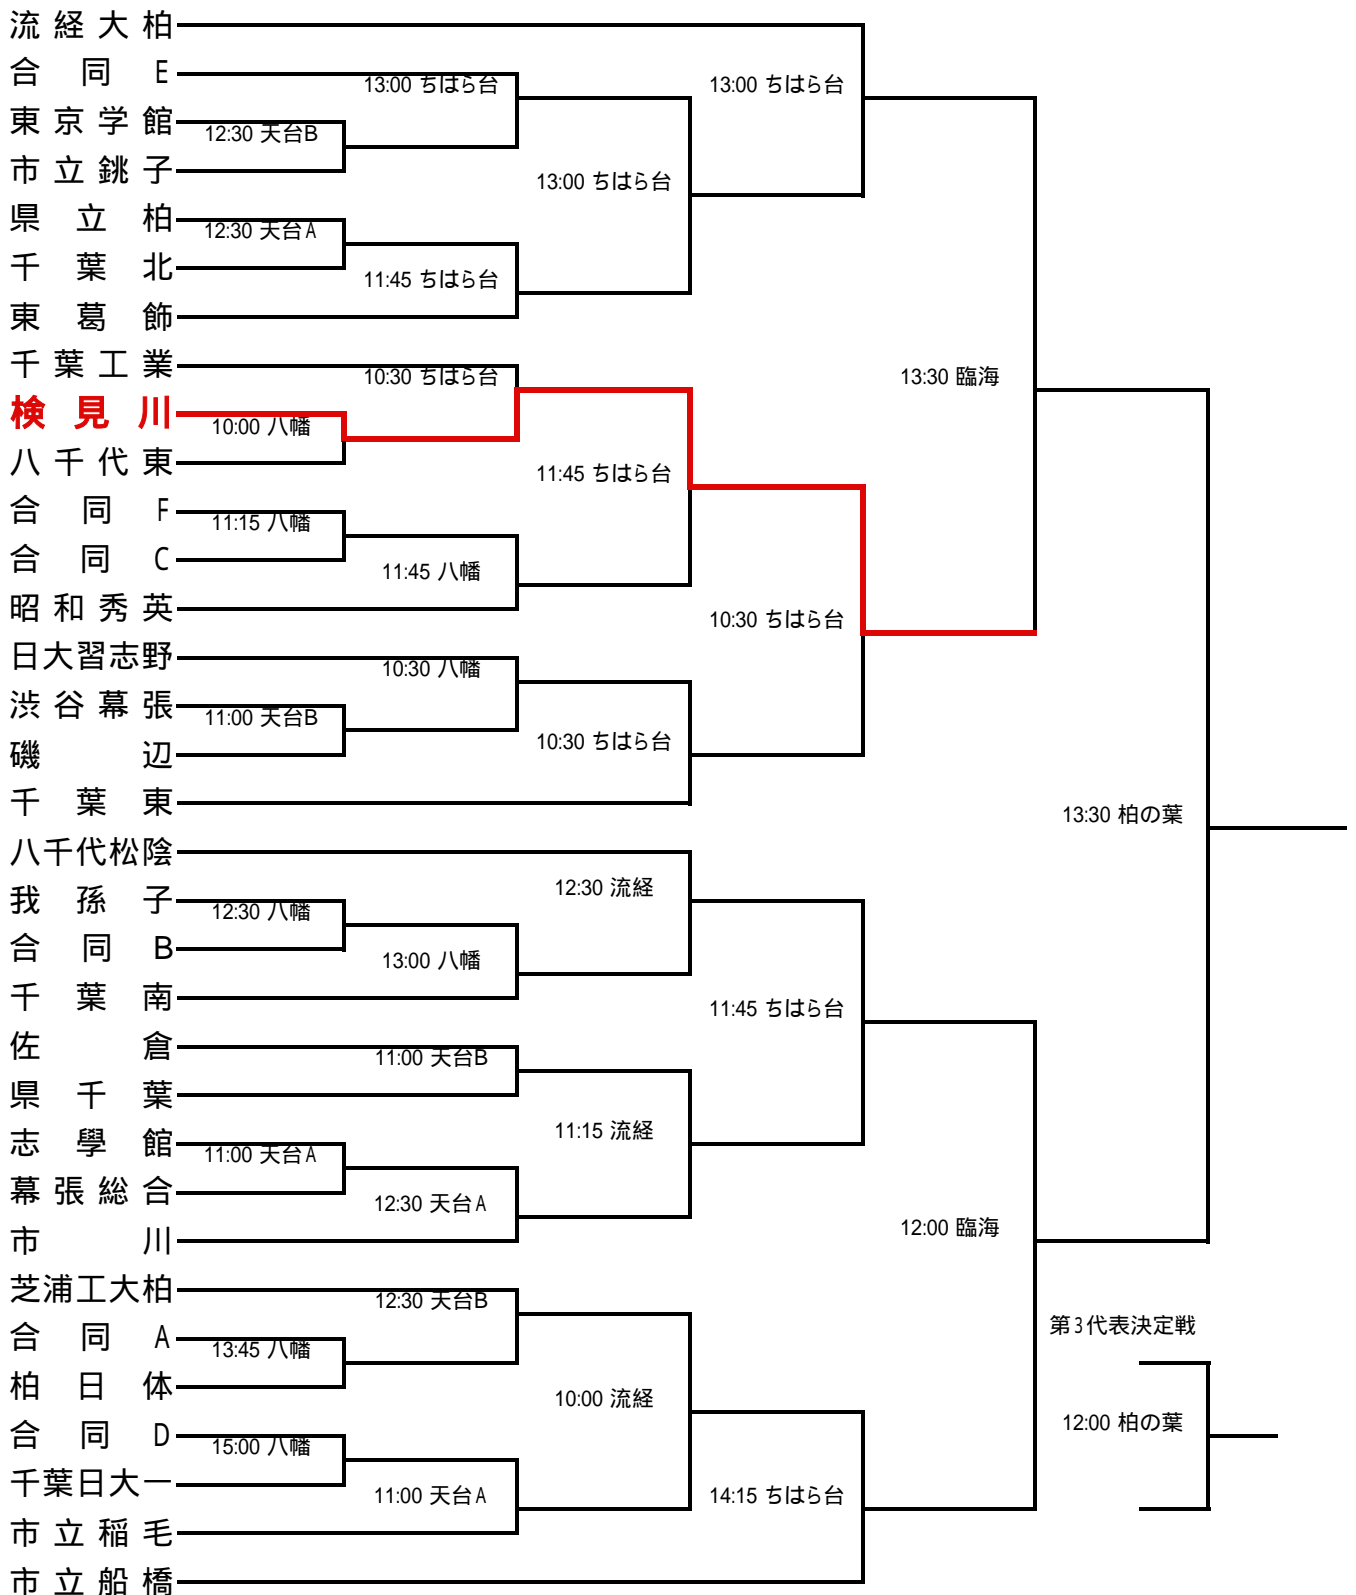 流経大柏
合同E
13:00 ちはら台
13:00 ちはら台
東京学館
12:30 天台B
市立銚子
13:00 ちはら台
県立柏
12:30 天台A
千葉北
11:45 ちはら台
東葛飾
千葉工業
10:30 ちはら台
13:30 臨海
検見川
10:00 八幡
八千代東
11:45 ちはら台
合同F
11:15 八幡
合同C
11:45 八幡
昭和秀英
10:30 ちはら台
日大習志野
10:30 八幡
渋谷幕張
11:00 天台B
磯辺
10:30 ちはら台
千葉東
13:30 柏の葉
八千代松陰
12:30 流経
我孫子
12:30 八幡
合同B
13:00 八幡
千葉南
11:45 ちはら台
佐倉
11:00 天台B
県千葉
11:15 流経
志學館
11:00 天台A
幕張総合
12:30 天台A
12:00 臨海
市川
芝浦工大柏
12:30 天台B
第3代表決定戦
合同A
13:45 八幡
柏日体
10:00 流経
12:00 柏の葉
合同D
15:00 八幡
千葉日大一
11:00 天台A
14:15 ちはら台
市立稲毛
市立船橋